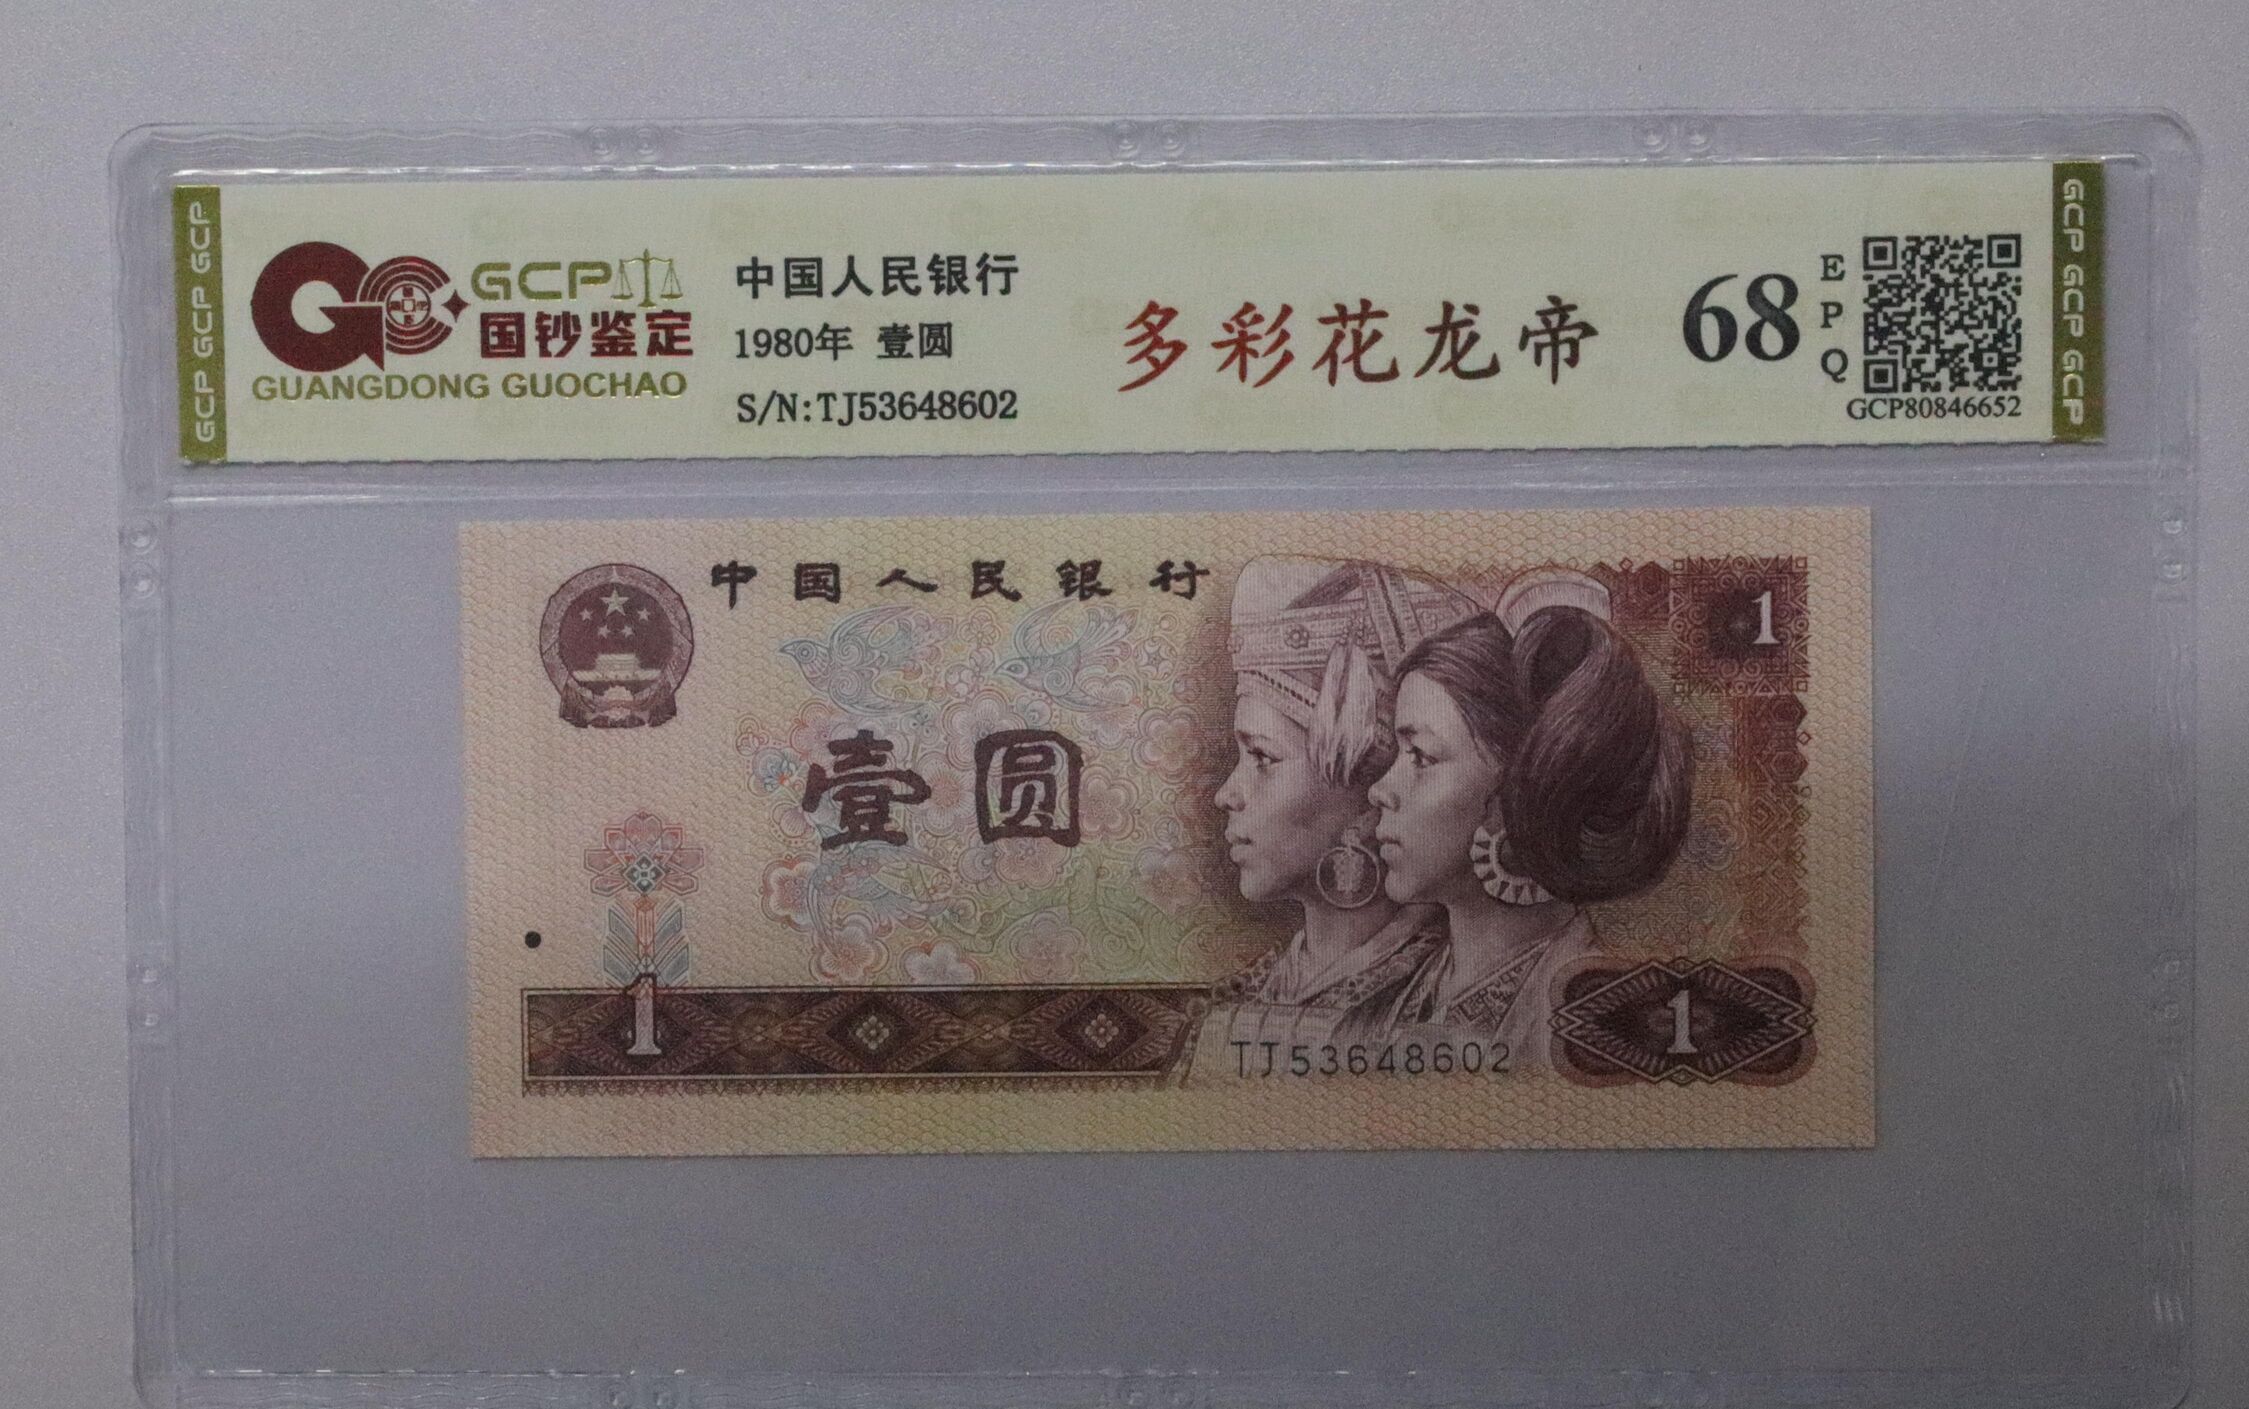 GCP GCP GCP
GCP
国钞鉴定
GUANGDONG GUOCHAO
中国人民银行
1980年 壹圆
S/N:TJ53648602
多彩花龙帝
68
EPQ
GCP80846652
GCP GCP GCP
中国人民银行
1
壹圆
1
TJ53648602
1